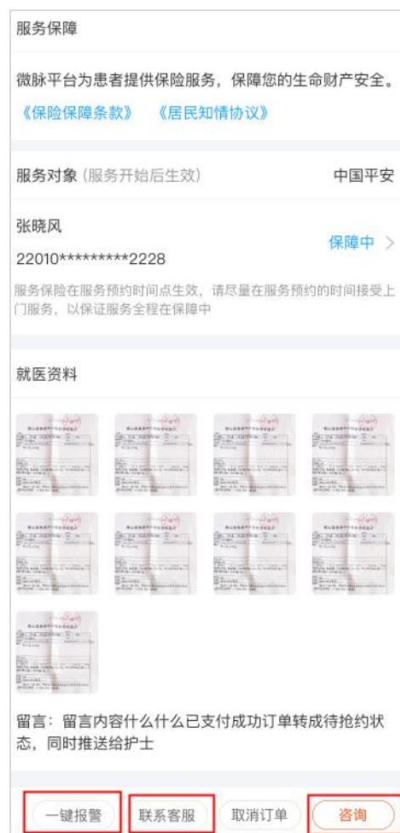 服务保障
微脉平台为患者提供保险服务，保障您的生命财产安全。
《保险保障条款》 《居民知情协议》
服务对象（服务开始后生效） 中国平安
张晓风
保障中 >
22010*********2228
服务保险在服务预约时间点生效，请尽量在服务预约的时间接受上
门服务，以保证服务全程在保障中
就医资料
留言：留言内容什么什么已支付成功订单转成待抢约状
态，同时推送给护士
一键报警 联系客服 取消订单 咨询